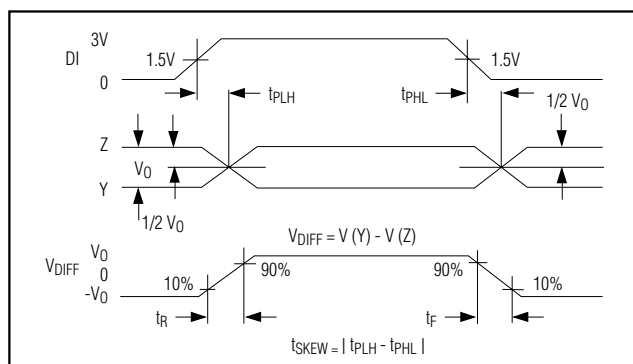 3V
DI
1.5V
1.5V
0
tPLH
tPHL
1/2 VO
Z
VO
Y
1/2 VO
VDIFF = V (Y) - V (Z)
VO
VDIFF
0
90%
90%
-VO
10%
10%
tR
tF
tSKEW = | tPLH - tPHL |